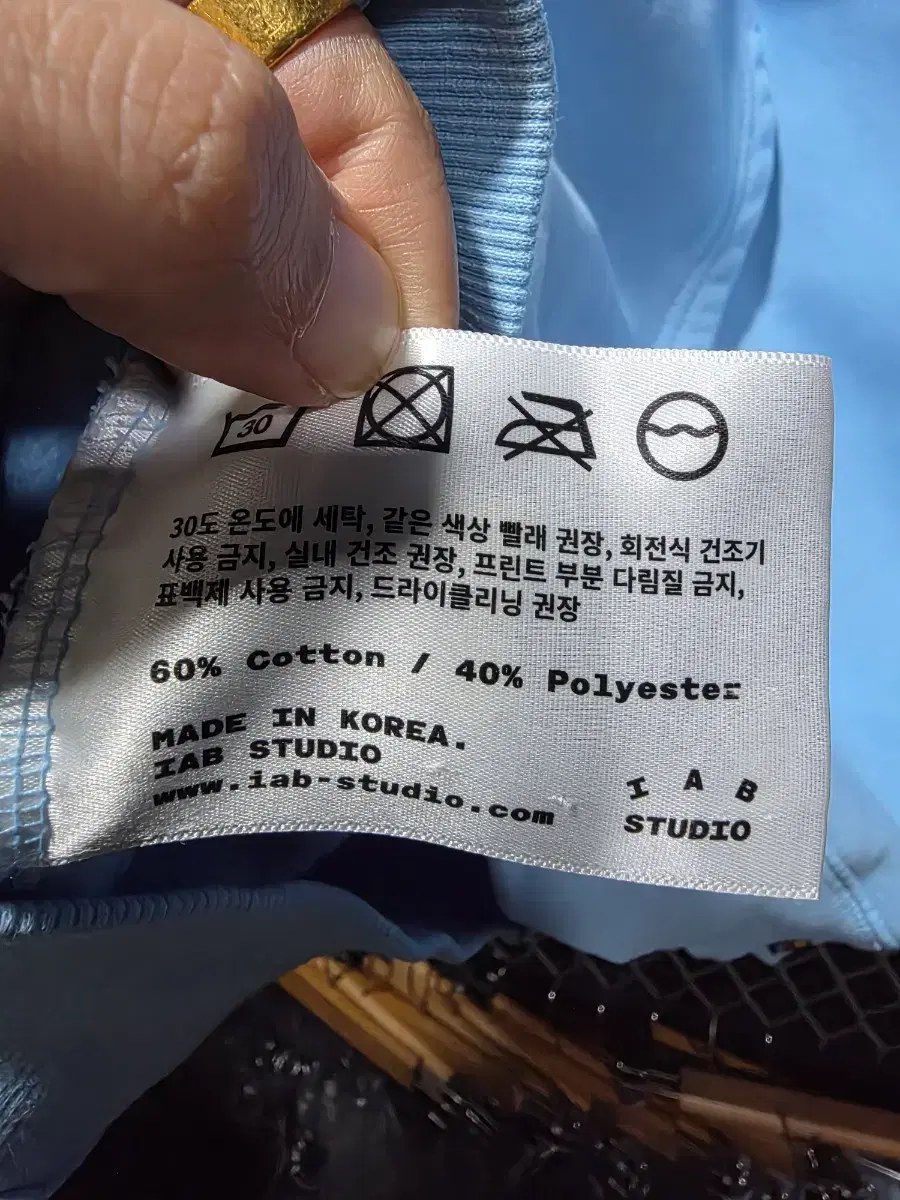 30
30도 온도에 세탁, 같은 색상 빨래 권장, 회전식 건조기
사용 금지, 실내 건조 권장, 프린트 부분 다림질 금지,
표백제 사용 금지, 드라이클리닝 권장
60% Cotton / 40% Polyester
MADE IN KOREA.
IAB STUDIO
www.iab-studio.com
I A B
STUDIO